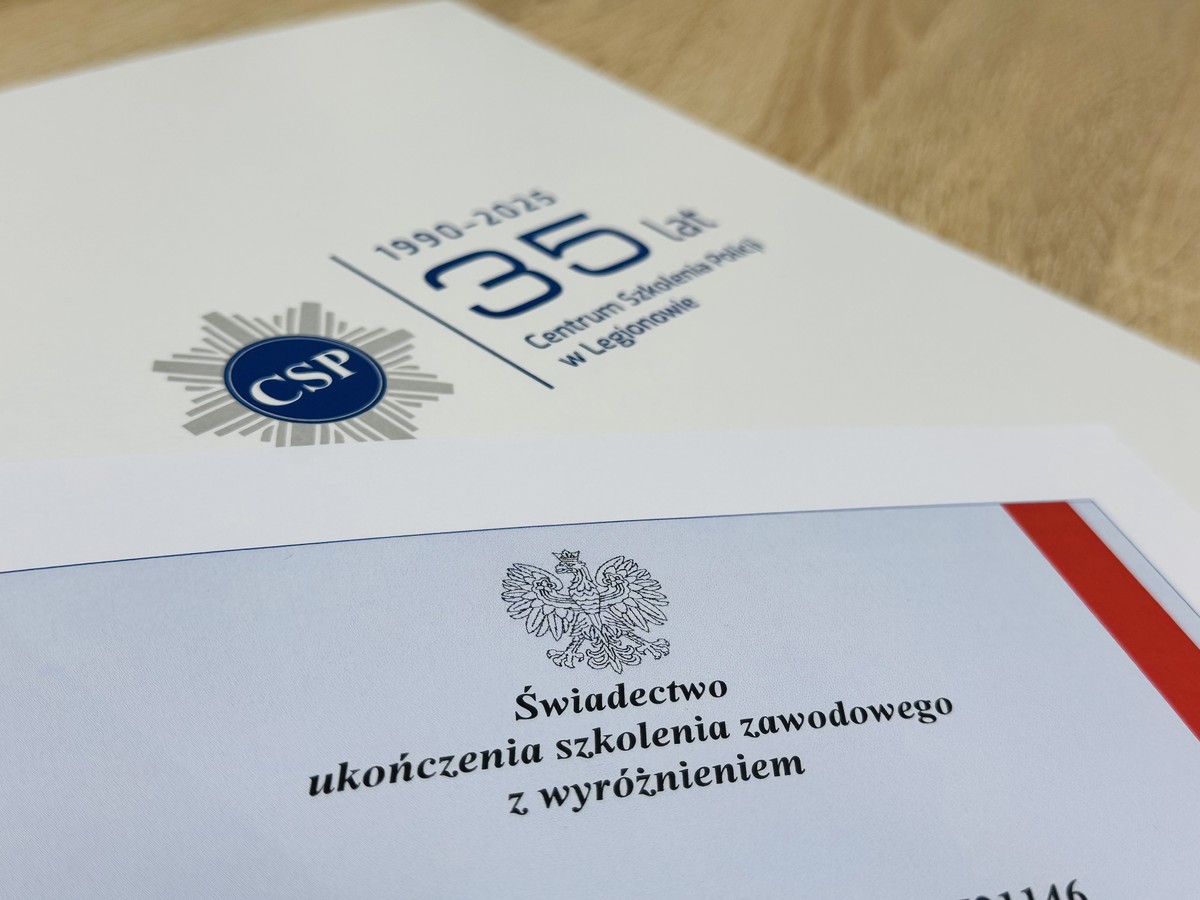 1990-2025
35 lat
Centrum Szkolenia Policji
w Legionowie
CSP
Świadectwo
ukończenia szkolenia zawodowego
z wyróżnieniem